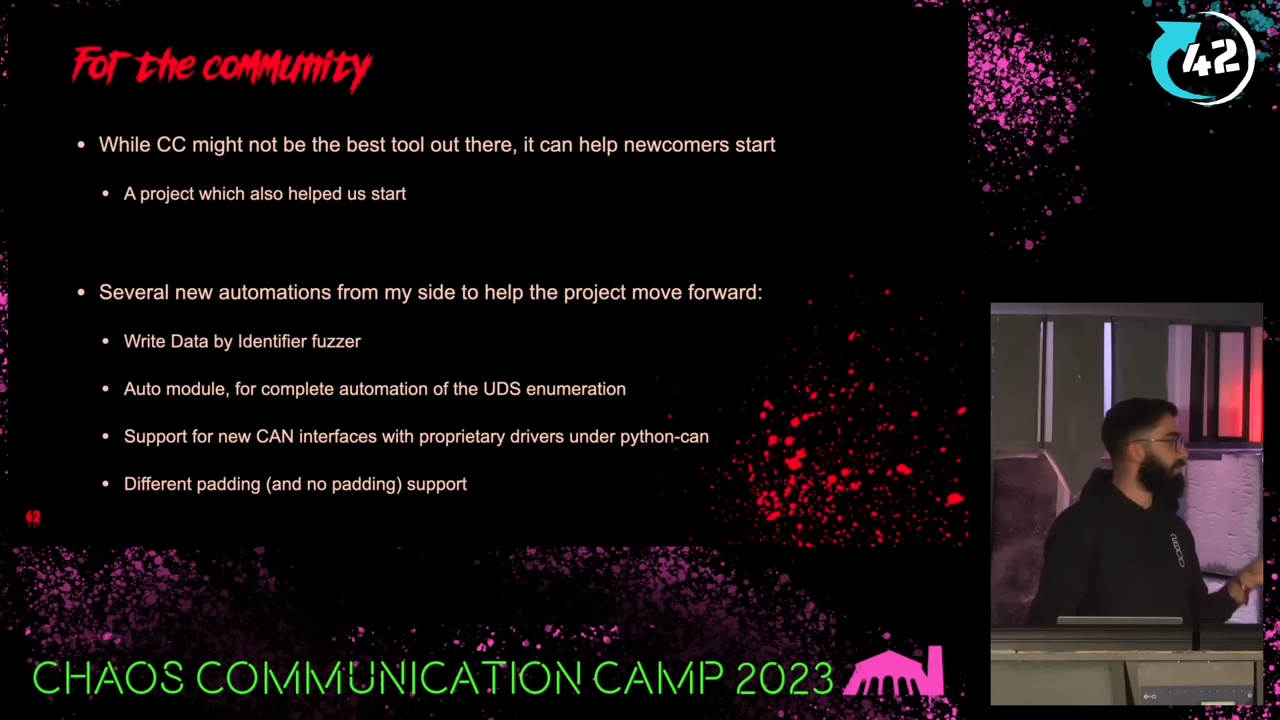 For the community
42
• While CC might not be the best tool out there, it can help newcomers start
• A project which also helped us start
• Several new automations from my side to help the project move forward:
• Write Data by Identifier fuzzer
• Auto module, for complete automation of the UDS enumeration
• Support for new CAN interfaces with proprietary drivers under python-can
• Different padding (and no padding) support
62
CHAOS COMMUNICATION CAMP 2023